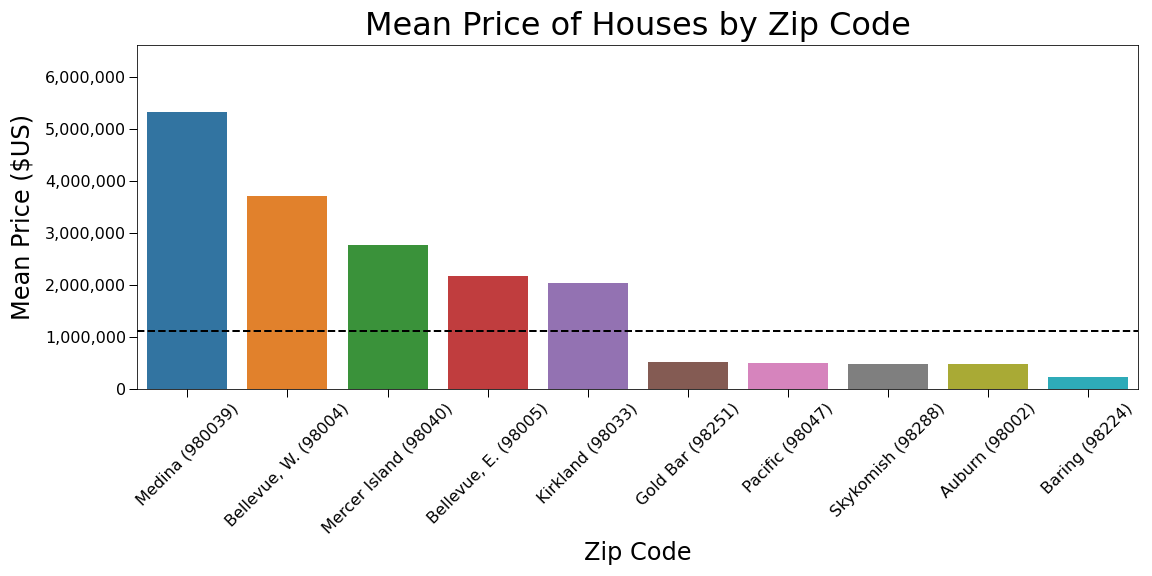 Mean Price of Houses by Zip Code
Mean Price ($US)
6,000,000
5,000,000
4,000,000
3,000,000
2,000,000
1,000,000
0
Medina (980039)
Bellevue, W. (98004)
Mercer Island (98040)
Bellevue, E. (98005)
Kirkland (98033)
Gold Bar (98251)
Pacific (98047)
Skykomish (98288)
Auburn (98002)
Baring (98224)
Zip Code